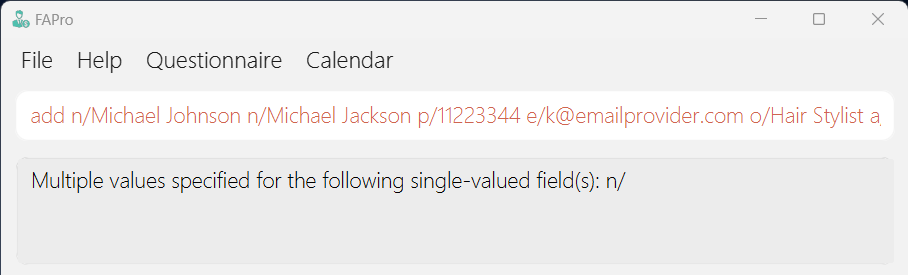 FAPro
File Help Questionnaire Calendar
add n/Michael Johnson n/Michael Jackson p/11223344 e/k@emailprovider.com o/Hair Stylist a/
Multiple values specified for the following single-valued field(s): n/